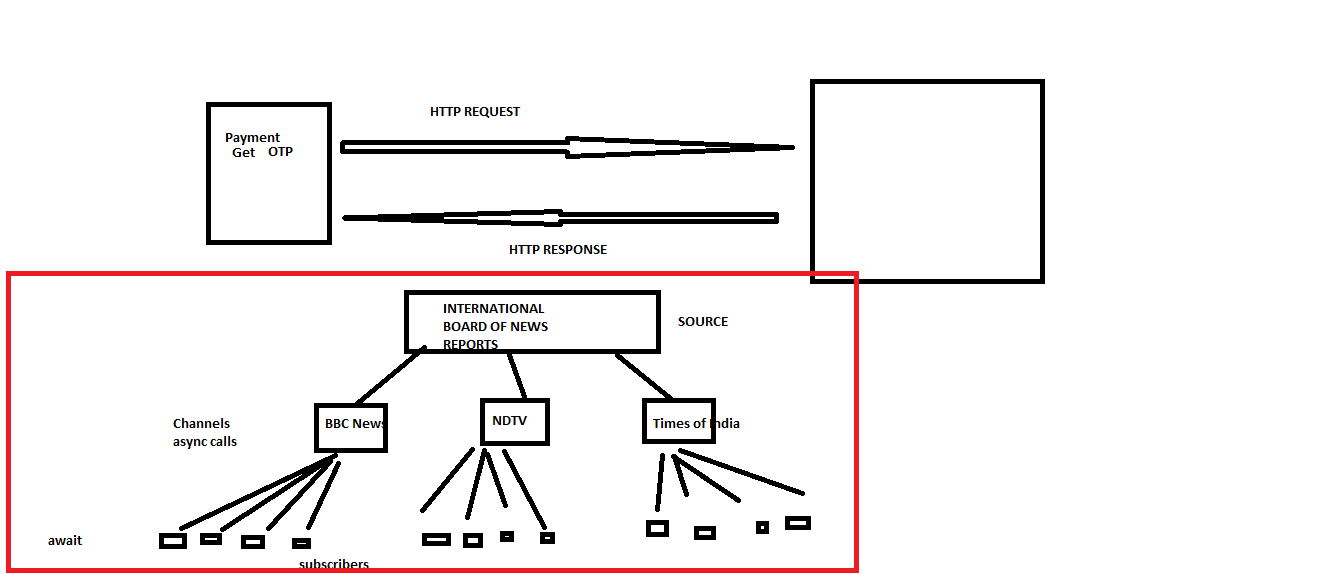 HTTP REQUEST
Payment
Get OTP
HTTP RESPONSE
INTERNATIONAL
BOARD OF NEWS
REPORTS
SOURCE
Channels
async calls
BBC News
NDTV
Times of India
await
subscribers